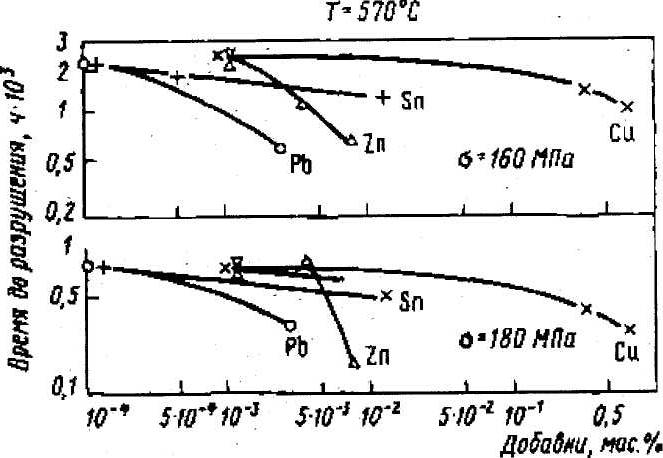 T = 570°C
Время до разрушения, ч·10³
3
2
1
0,5
0,2
Pb
Sn
Zn
Cu
σ = 160 МПа
1
0,5
0,1
Pb
Sn
Zn
Cu
σ = 180 МПа
10⁻⁴ 5·10⁻⁴ 10⁻³ 5·10⁻³ 10⁻² 5·10⁻² 10⁻¹ 0,5
Добавки, мас.%